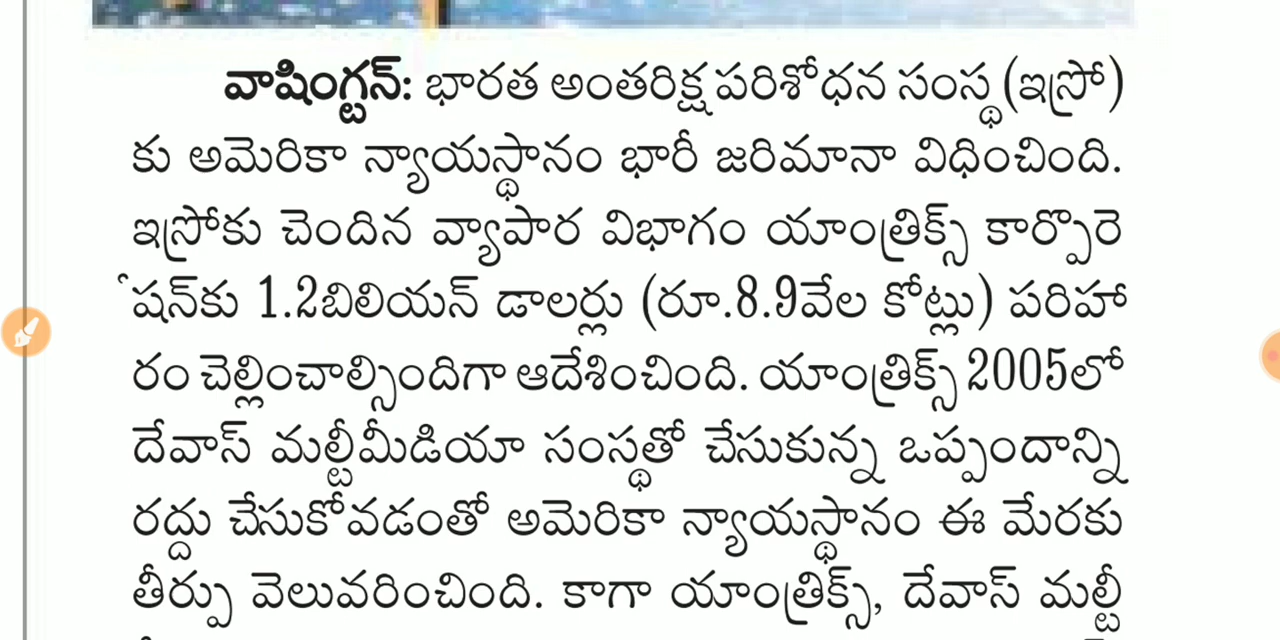 వాషింగ్టన్: భారత అంతరిక్ష పరిశోధన సంస్థ (ఇస్రో)
కు అమెరికా న్యాయస్థానం భారీ జరిమానా విధించింది.
ఇస్రోకు చెందిన వ్యాపార విభాగం యాంత్రిక్స్ కార్పొరె
ేషన్‌కు 1.2బిలియన్ డాలర్లు (రూ.8.9వేల కోట్లు) పరిహా
రం చెల్లించాల్సిందిగా ఆదేశించింది. యాంత్రిక్స్ 2005లో
దేవాస్ మల్టీమీడియా సంస్థతో చేసుకున్న ఒప్పందాన్ని
రద్దు చేసుకోవడంతో అమెరికా న్యాయస్థానం ఈ మేరకు
తీర్పు వెలువరించింది. కాగా యాంత్రిక్స్, దేవాస్ మల్టీ